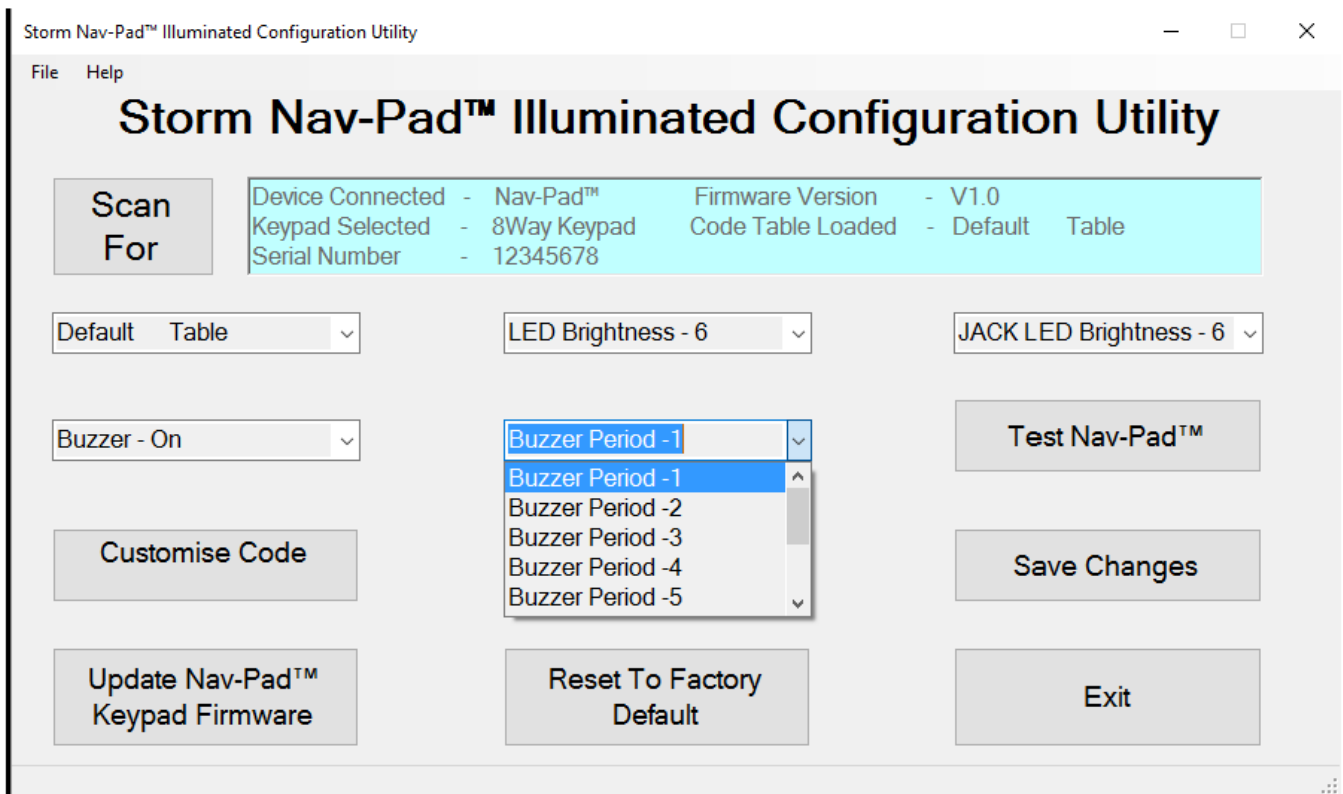 Storm Nav-Pad™ Illuminated Configuration Utility
File Help
Storm Nav-Pad™ Illuminated Configuration Utility
Scan
For
Device Connected - Nav-Pad™ Firmware Version - V1.0
Keypad Selected - 8Way Keypad Code Table Loaded - Default Table
Serial Number - 12345678
Default Table LED Brightness - 6 JACK LED Brightness - 6
Buzzer - On Buzzer Period -1 Test Nav-Pad™
Buzzer Period -1
Buzzer Period -2
Buzzer Period -3
Buzzer Period -4
Buzzer Period -5
Customise Code Save Changes
Update Nav-Pad™
Keypad Firmware
Reset To Factory
Default
Exit